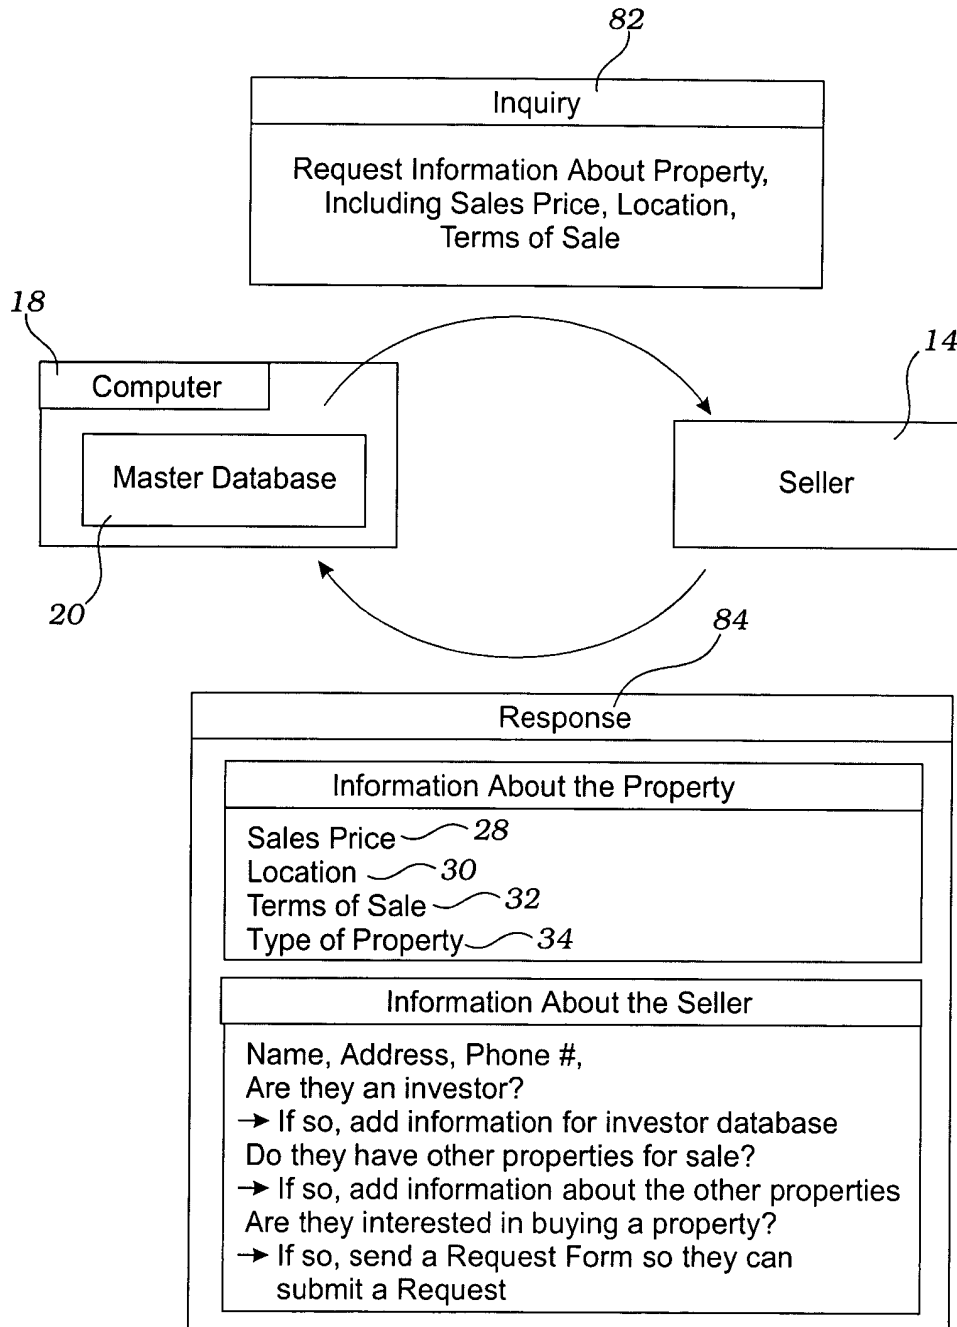 82
Inquiry
Request Information About Property,
Including Sales Price, Location,
Terms of Sale
18
Computer
Master Database
20
14
Seller
84
Response
Information About the Property
Sales Price 28
Location 30
Terms of Sale 32
Type of Property 34
Information About the Seller
Name, Address, Phone #,
Are they an investor?
→ If so, add information for investor database
Do they have other properties for sale?
→ If so, add information about the other properties
Are they interested in buying a property?
→ If so, send a Request Form so they can
submit a Request